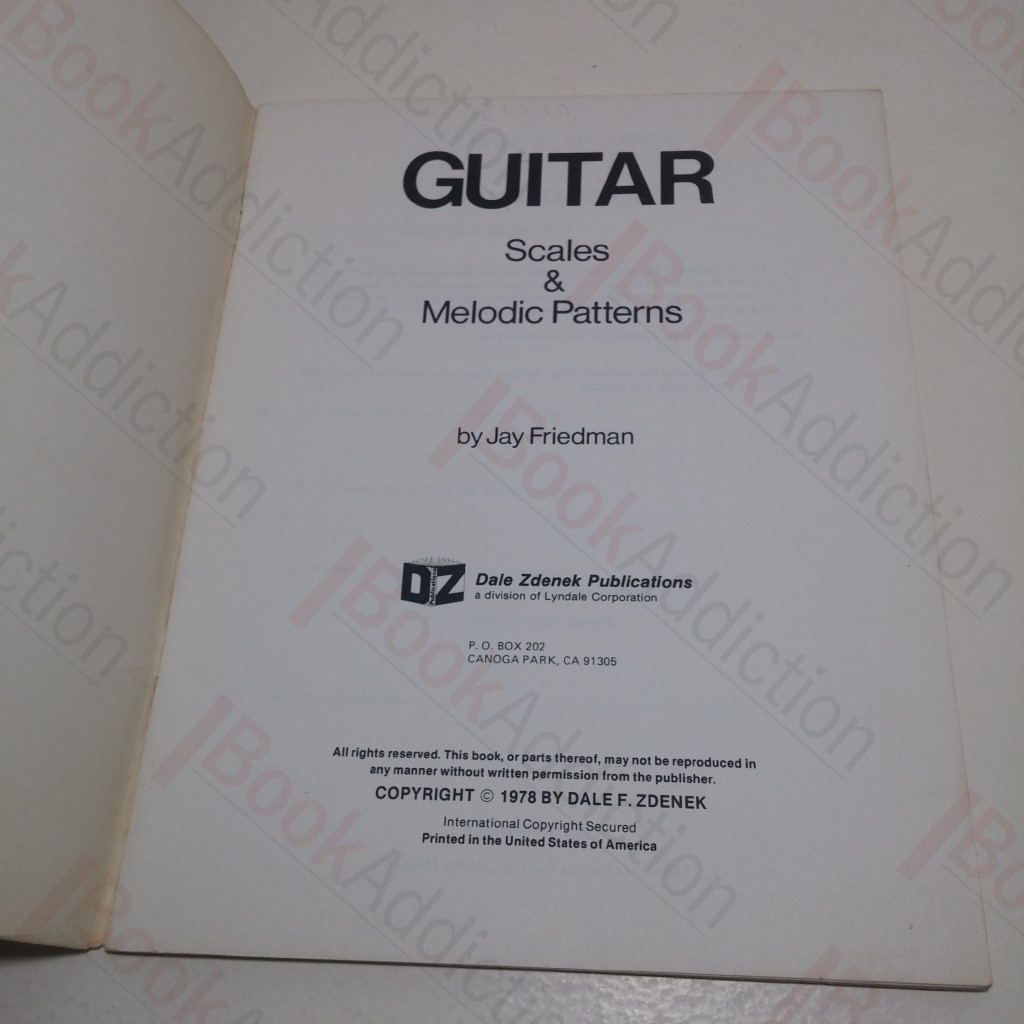 GUITAR
Scales
&
Melodic Patterns
by Jay Friedman
DZ
Publications
Dale Zdenek Publications
a division of Lyndale Corporation
P. O. BOX 202
CANOGA PARK, CA 91305
All rights reserved. This book, or parts thereof, may not be reproduced in
any manner without written permission from the publisher.
COPYRIGHT © 1978 BY DALE F. ZDENEK
International Copyright Secured
Printed in the United States of America
BookAddiction